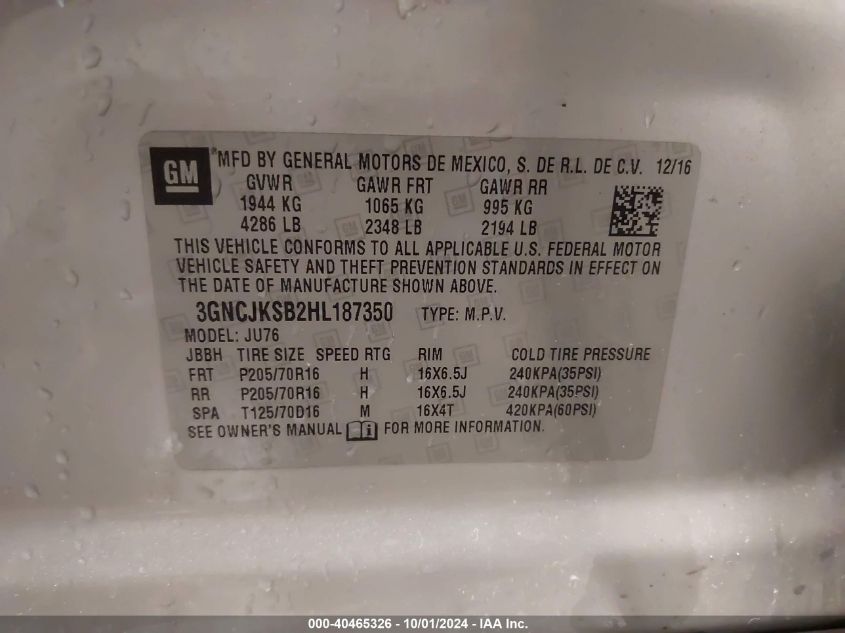 GM *MFD BY GENERAL MOTORS DE MEXICO, S. DE R.L. DE C.V. 12/16
GVWR GAWR FRT GAWR RR
1944 KG 1065 KG 995 KG
4286 LB 2348 LB 2194 LB
THIS VEHICLE CONFORMS TO ALL APPLICABLE U.S. FEDERAL MOTOR
VEHICLE SAFETY AND THEFT PREVENTION STANDARDS IN EFFECT ON
THE DATE OF MANUFACTURE SHOWN ABOVE.
3GNCJKSB2HL187350 TYPE: M.P.V.
MODEL: JU76
JBBH TIRE SIZE SPEED RTG RIM COLD TIRE PRESSURE
FRT P205/70R16 H 16X6.5J 240KPA(35PSI)
RR P205/70R16 H 16X6.5J 240KPA(35PSI)
SPA T125/70D16 M 16X4T 420KPA(60PSI)
SEE OWNER'S MANUAL i FOR MORE INFORMATION.
000-40465326 - 10/01/2024 - IAA Inc.